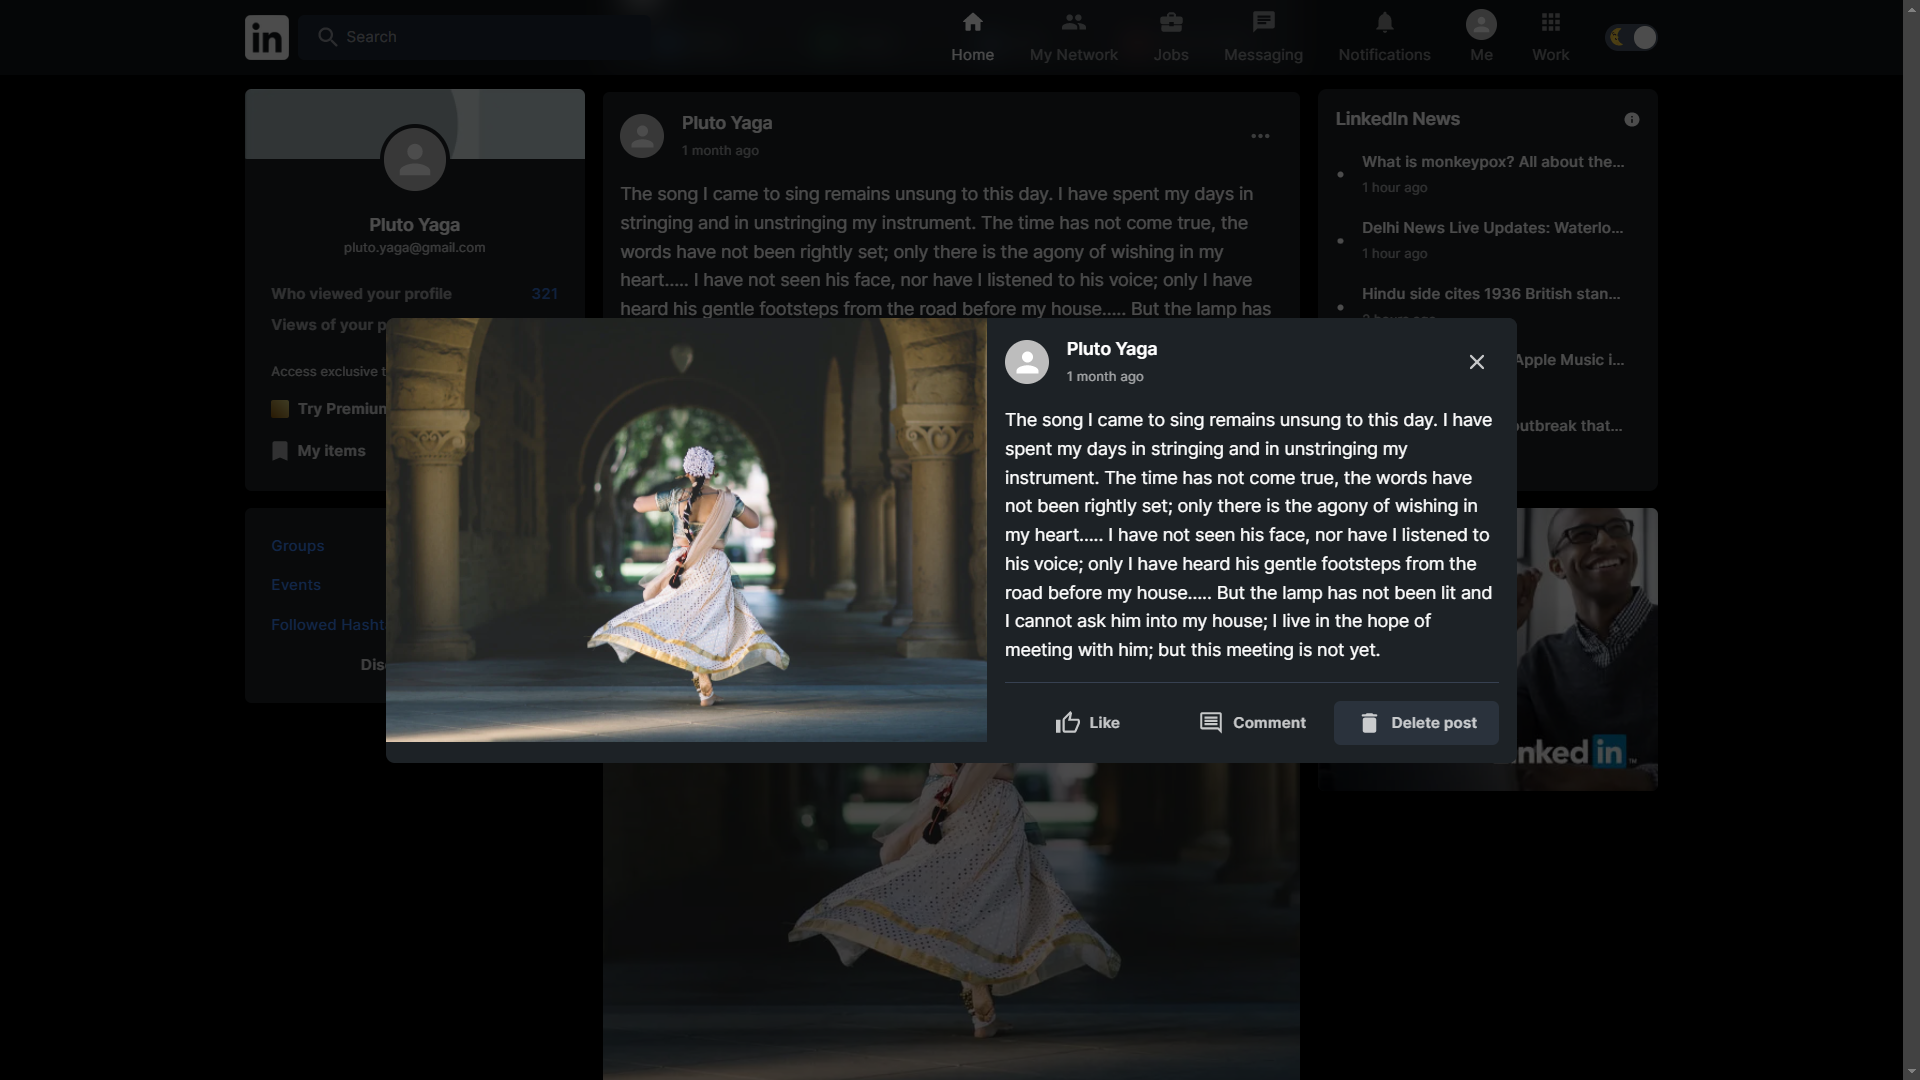 in
Search
Home
My Network
Jobs
Messaging
Notifications
Me
Work
Pluto Yaga
pluto.yaga@gmail.com
Who viewed your profile 321
Views of your
Access exclusive
Try Premium
My items
Groups
Events
Followed
Pluto Yaga
1 month ago
The song I came to sing remains unsung to this day. I have spent my days in
stringing and in unstringing my instrument. The time has not come true, the
words have not been rightly set; only there is the agony of wishing in my
heart..... I have not seen his face, nor have I listened to his voice; only I have
heard his gentle footsteps from the road before my house..... But the lamp has
Pluto Yaga
1 month ago
The song I came to sing remains unsung to this day. I have
spent my days in stringing and in unstringing my
instrument. The time has not come true, the words have
not been rightly set; only there is the agony of wishing in
my heart..... I have not seen his face, nor have I listened to
his voice; only I have heard his gentle footsteps from the
road before my house..... But the lamp has not been lit and
I cannot ask him into my house; I live in the hope of
meeting with him; but this meeting is not yet.
Like
Comment
Delete post
LinkedIn News
What is monkeypox? All about the...
1 hour ago
Delhi News Live Updates: Waterlo...
1 hour ago
Hindu side cites 1936 British stan...
Apple Music i...
outbreak that...
nked in